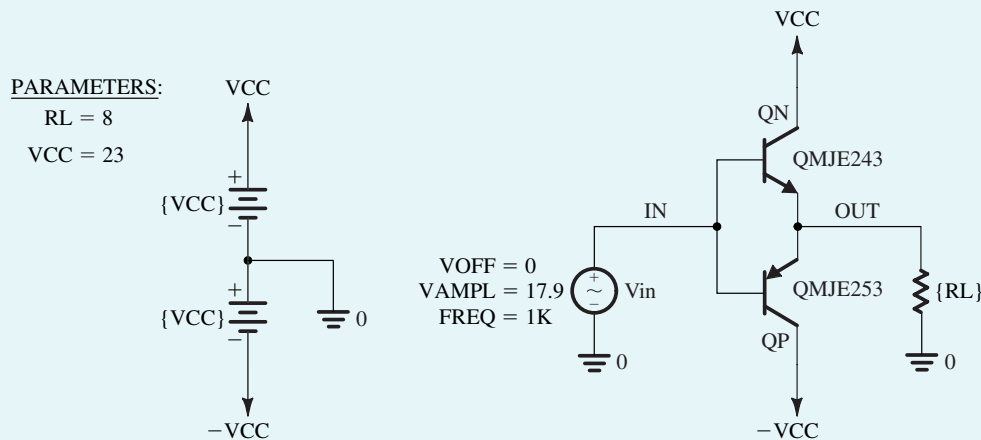 PARAMETERS:
RL = 8
VCC = 23
VCC
+
{VCC}
−
+
{VCC}
−
0
−VCC
VCC
QN
QMJE243
IN
OUT
VOFF = 0
VAMPL = 17.9
FREQ = 1K
+
~
−
Vin
0
QMJE253
QP
{RL}
0
−VCC